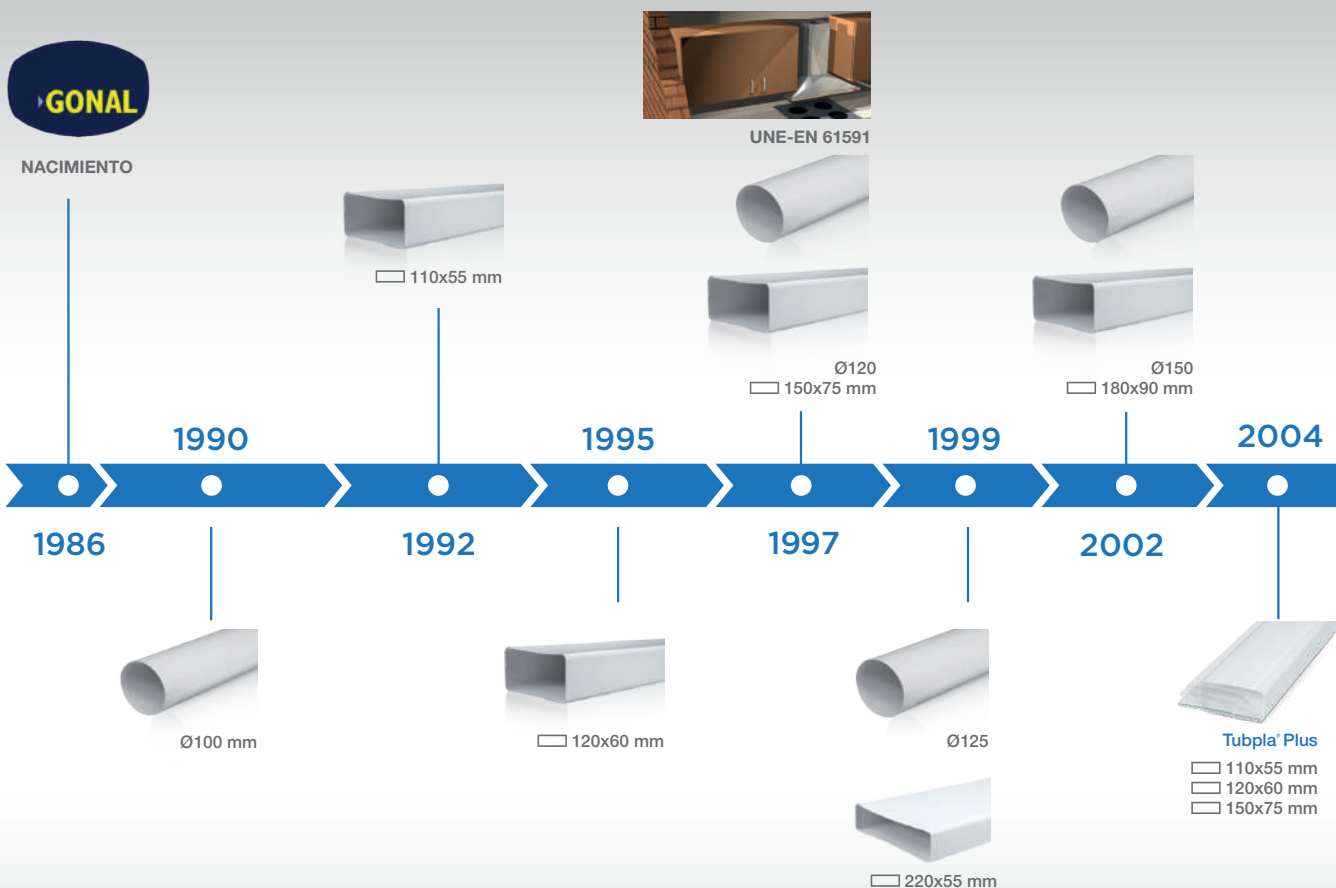 GONAL
NACIMIENTO
110x55 mm
UNE-EN 61591
Ø120
150x75 mm
Ø150
180x90 mm
1990
1995
1999
2004
1986
1992
1997
2002
Ø100 mm
120x60 mm
Ø125
220x55 mm
Tubpla® Plus
110x55 mm
120x60 mm
150x75 mm